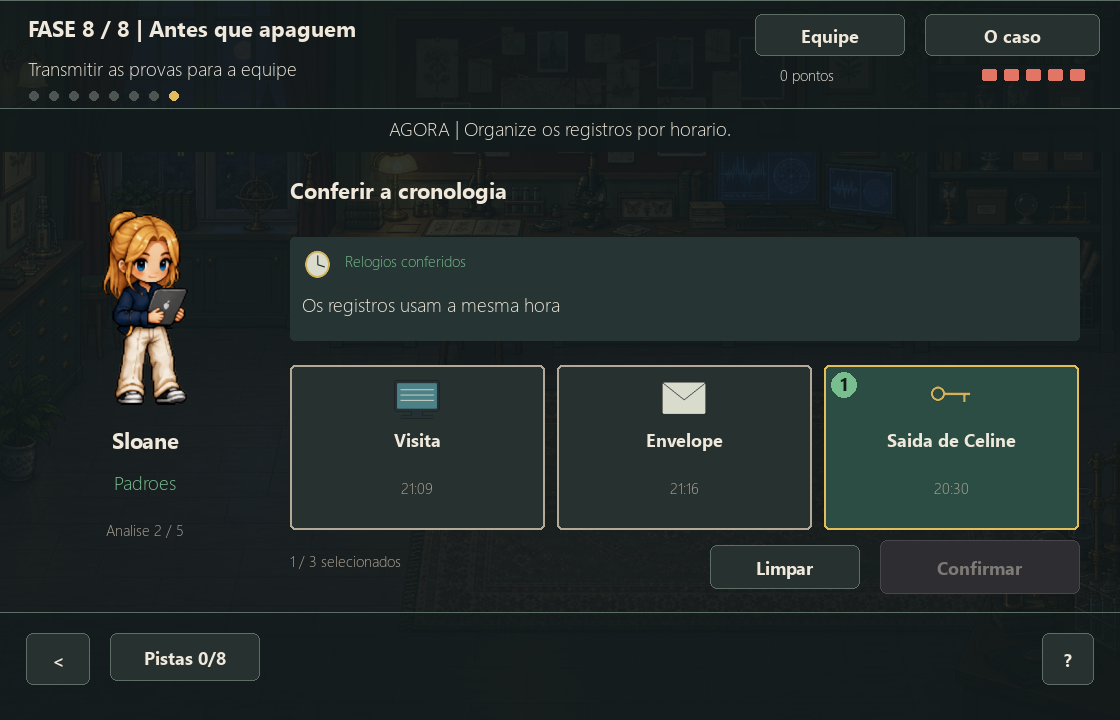 FASE 8 / 8 | Antes que apaguem
Transmitir as provas para a equipe
Equipe
O caso
0 pontos
AGORA | Organize os registros por horario.
Conferir a cronologia
Relogios conferidos
Os registros usam a mesma hora
Sloane
Padroes
Analise 2 / 5
Visita
21:09
Envelope
21:16
1
Saida de Celine
20:30
1 / 3 selecionados
Limpar
Confirmar
<
Pistas 0/8
?